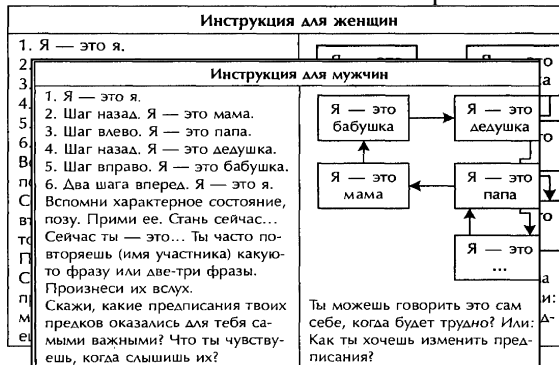 Инструкция для женщин
1. Я — это я.
Инструкция для мужчин
1. Я — это я.
2. Шаг назад. Я — это мама.
3. Шаг влево. Я — это папа.
4. Шаг назад. Я — это дедушка.
5. Шаг вправо. Я — это бабушка.
6. Два шага вперед. Я — это я.
Вспомни характерное состояние,
позу. Прими ее. Стань сейчас...
Сейчас ты — это... Ты часто по-
вторяешь (имя участника) какую-
то фразу или две-три фразы.
Произнеси их вслух.
Скажи, какие предписания твоих
предков оказались для тебя са-
мыми важными? Что ты чувству-
ешь, когда слышишь их?
Я — это
бабушка
Я — это
дедушка
Я — это
мама
Я — это
папа
Я — это
...
Ты можешь говорить это сам
себе, когда будет трудно? Или:
Как ты хочешь изменить пред-
писания?